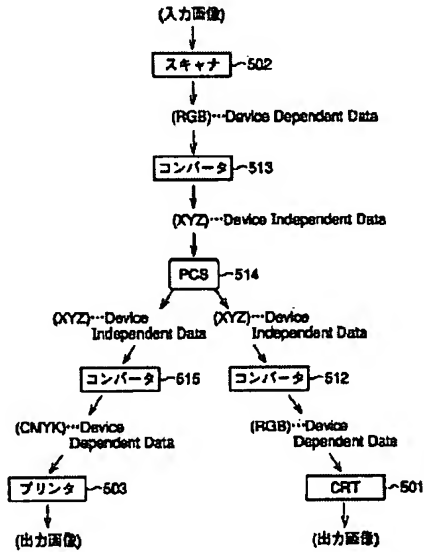 (入力画像)
スキャナ 502
(RGB)…Device Dependent Data
コンバータ 513
(XYZ)…Device Independent Data
PCS 514
(XYZ)…Device Independent Data
(XYZ)…Device Independent Data
コンバータ 515
コンバータ 512
(CMYK)…Device Dependent Data
(RGB)…Device Dependent Data
プリンタ 503
CRT 501
(出力画像)
(出力画像)